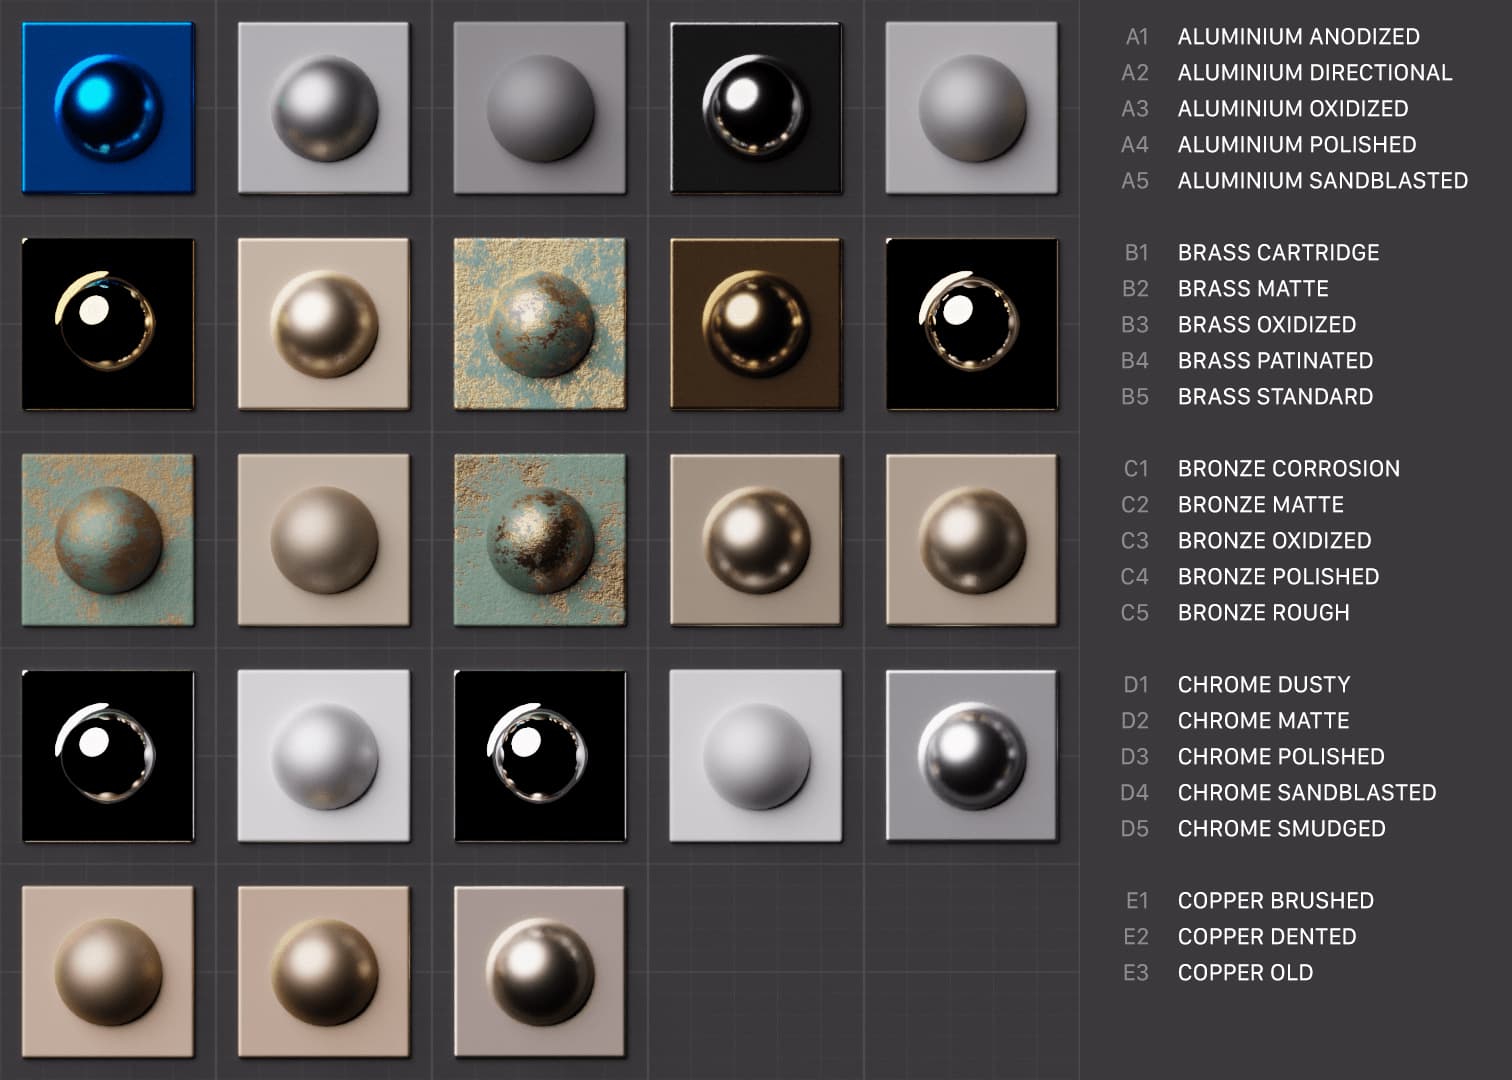 A1 ALUMINIUM ANODIZED
A2 ALUMINIUM DIRECTIONAL
A3 ALUMINIUM OXIDIZED
A4 ALUMINIUM POLISHED
A5 ALUMINIUM SANDBLASTED
B1 BRASS CARTRIDGE
B2 BRASS MATTE
B3 BRASS OXIDIZED
B4 BRASS PATINATED
B5 BRASS STANDARD
C1 BRONZE CORROSION
C2 BRONZE MATTE
C3 BRONZE OXIDIZED
C4 BRONZE POLISHED
C5 BRONZE ROUGH
D1 CHROME DUSTY
D2 CHROME MATTE
D3 CHROME POLISHED
D4 CHROME SANDBLASTED
D5 CHROME SMUDGED
E1 COPPER BRUSHED
E2 COPPER DENTED
E3 COPPER OLD